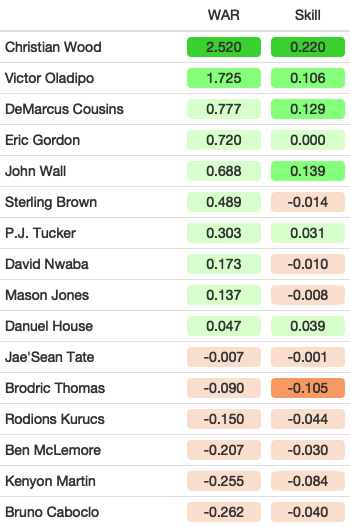 WAR Skill
Christian Wood 2.520 0.220
Victor Oladipo 1.725 0.106
DeMarcus Cousins 0.777 0.129
Eric Gordon 0.720 0.000
John Wall 0.688 0.139
Sterling Brown 0.489 -0.014
P.J. Tucker 0.303 0.031
David Nwaba 0.173 -0.010
Mason Jones 0.137 -0.008
Danuel House 0.047 0.039
Jae'Sean Tate -0.007 -0.001
Brodric Thomas -0.090 -0.105
Rodions Kurucs -0.150 -0.044
Ben McLemore -0.207 -0.030
Kenyon Martin -0.255 -0.084
Bruno Caboclo -0.262 -0.040